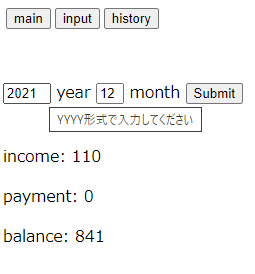 main input history
2021 year 12 month Submit
YYYY形式で入力してください
income: 110
payment: 0
balance: 841